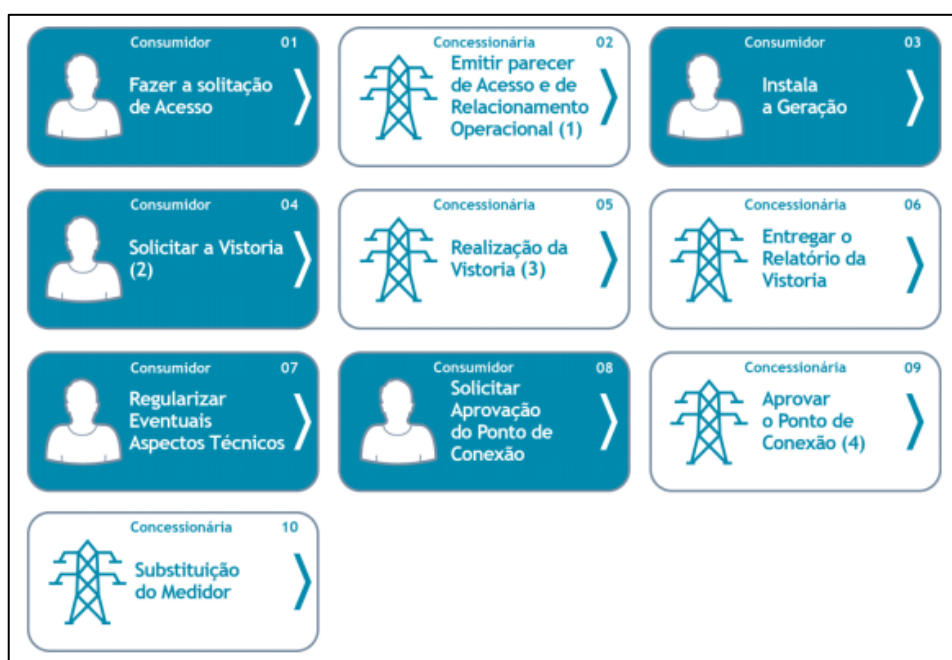 Consumidor 01
Fazer a solitação
de Acesso
Concessionária 02
Emitir parecer
de Acesso e de
Relacionamento
Operacional (1)
Consumidor 03
Instala
a Geração
Consumidor 04
Solicitar a Vistoria
(2)
Concessionária 05
Realização da
Vistoria (3)
Concessionária 06
Entregar o
Relatório da
Vistoria
Consumidor 07
Regularizar
Eventuais
Aspectos Técnicos
Consumidor 08
Solicitar
Aprovação
do Ponto de
Conexão
Concessionária 09
Aprovar
o Ponto de
Conexão (4)
Concessionária 10
Substituição
do Medidor